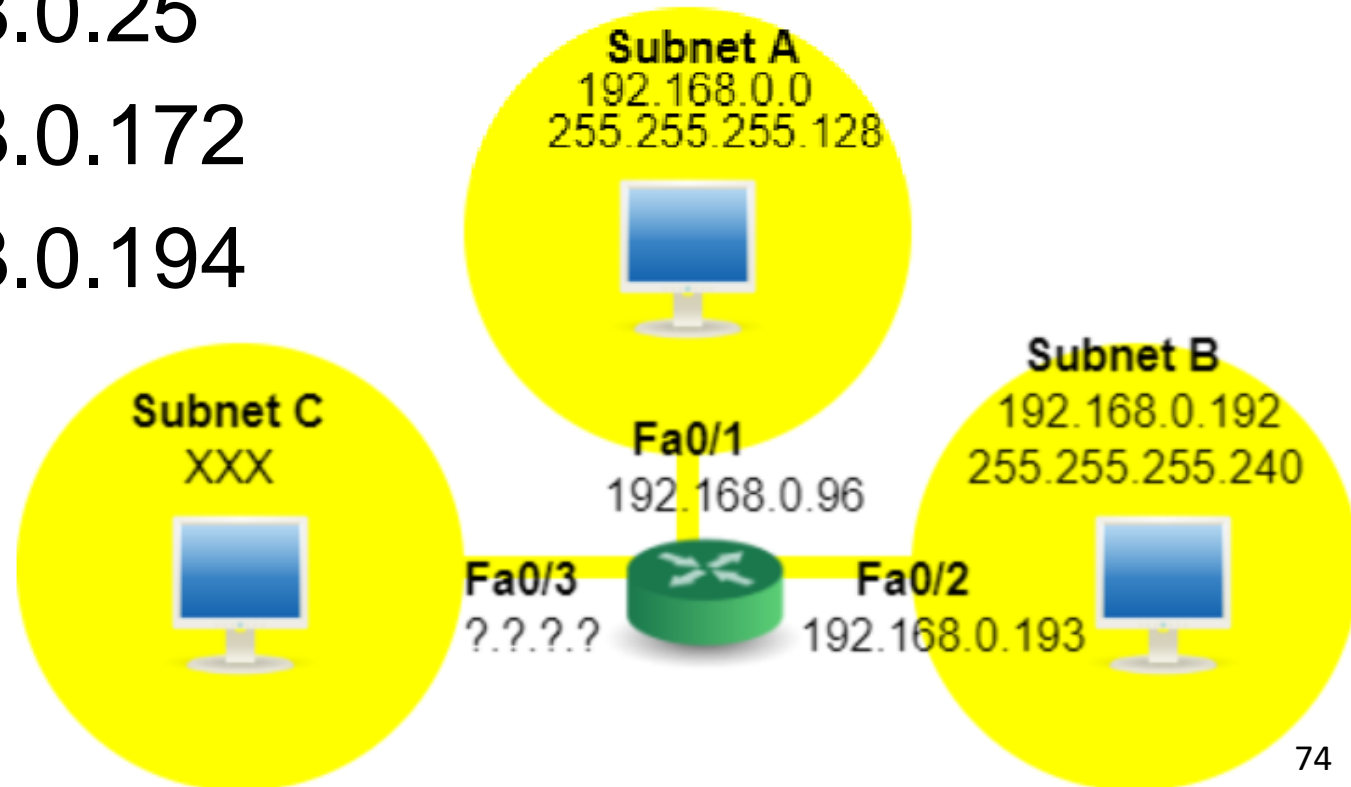 3.0.25
3.0.172
3.0.194
Subnet A
192.168.0.0
255.255.255.128
Subnet B
192.168.0.192
255.255.255.240
Subnet C
XXX
Fa0/1
192.168.0.96
Fa0/3
?.?.?.?
Fa0/2
192.168.0.193
74